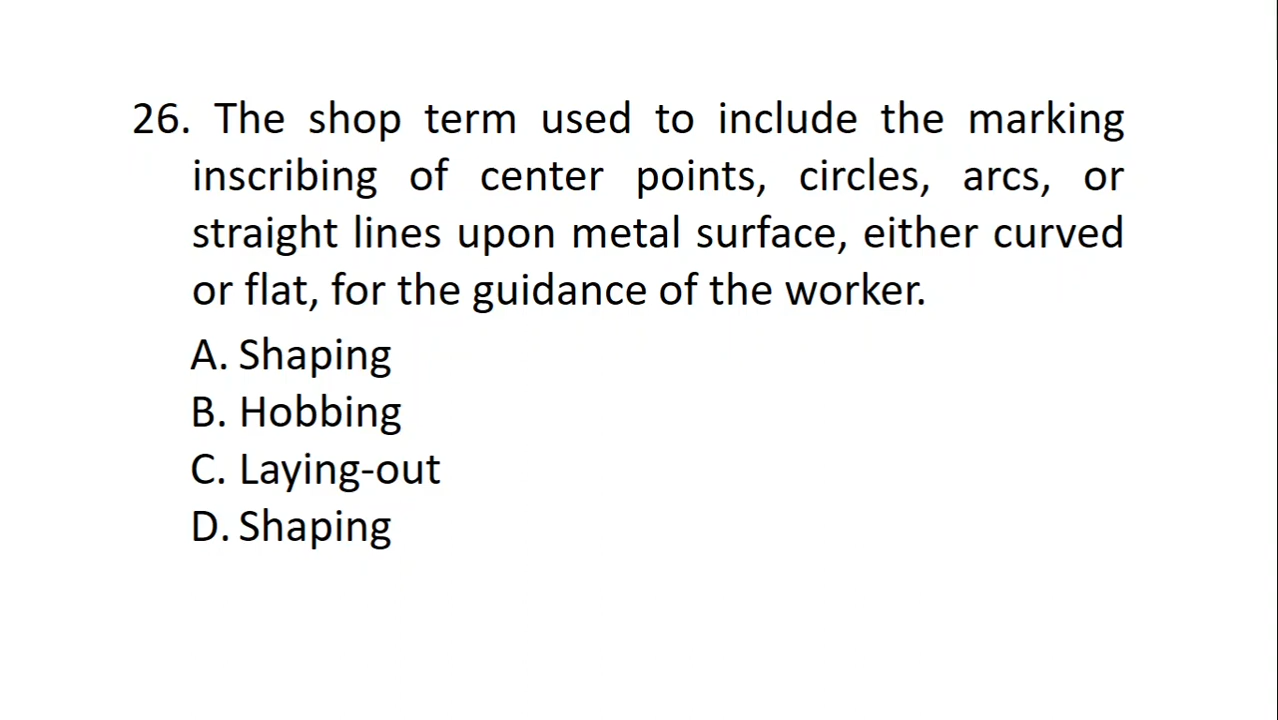 26. The shop term used to include the marking
inscribing of center points, circles, arcs, or
straight lines upon metal surface, either curved
or flat, for the guidance of the worker.
A. Shaping
B. Hobbing
C. Laying-out
D. Shaping